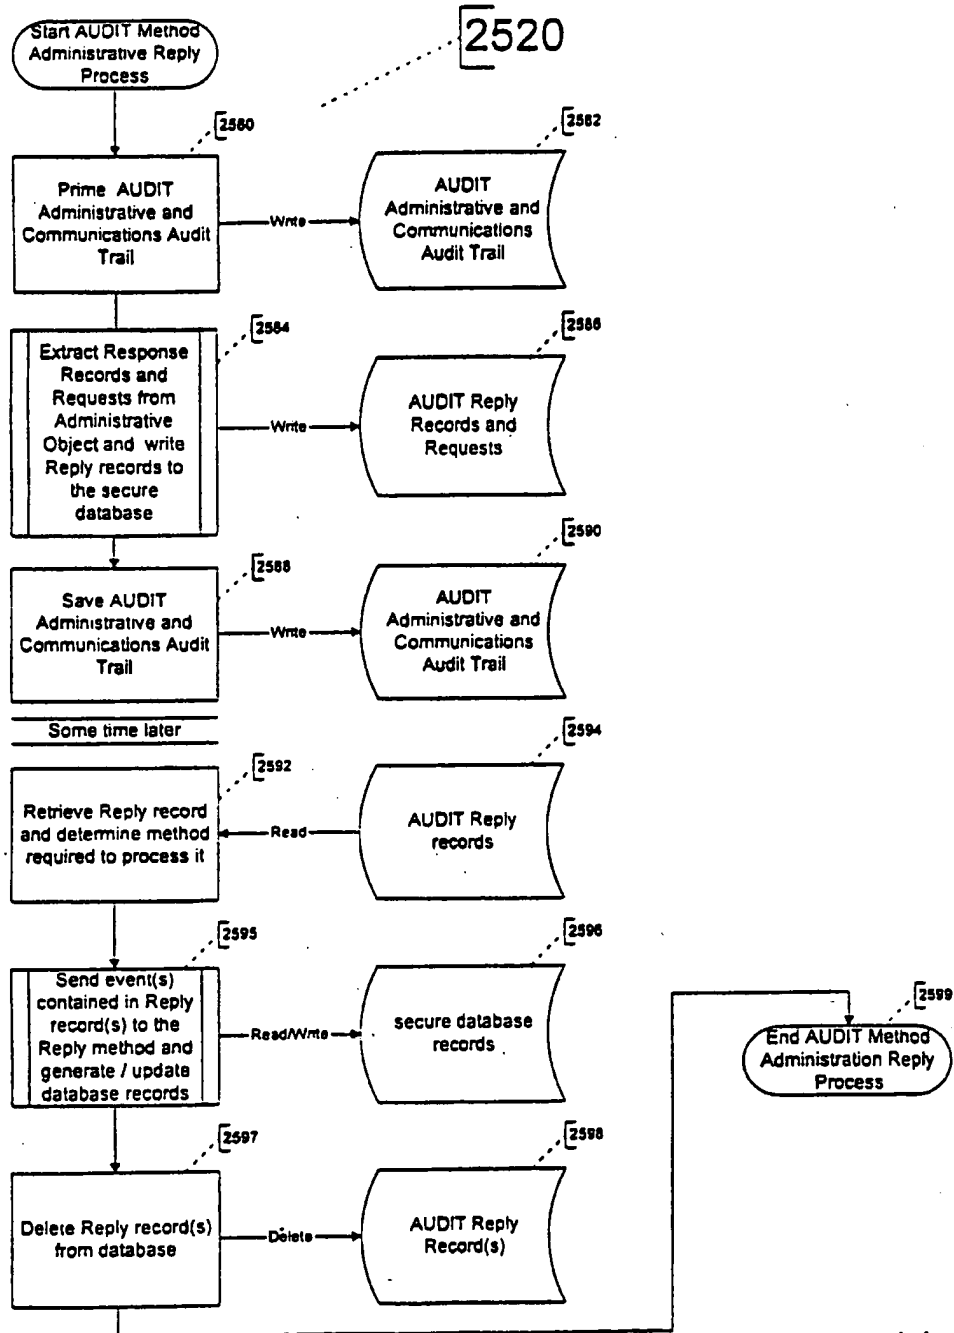 Start AUDIT Method
Administrative Reply
Process
2520
2580
Prime AUDIT
Administrative and
Communications Audit
Trail
Write
2582
AUDIT
Administrative and
Communications
Audit Trail
2584
Extract Response
Records and
Requests from
Administrative
Object and write
Reply records to
the secure
database
Write
2586
AUDIT Reply
Records and
Requests
2588
Save AUDIT
Administrative and
Communications Audit
Trail
Write
2590
AUDIT
Administrative and
Communications
Audit Trail
Some time later
2592
Retrieve Reply record
and determine method
required to process it
Read
2594
AUDIT Reply
records
2595
Send event(s)
contained in Reply
record(s) to the
Reply method and
generate / update
database records
Read/Write
2596
secure database
records
2597
Delete Reply record(s)
from database
Delete
2598
AUDIT Reply
Record(s)
2599
End AUDIT Method
Administration Reply
Process